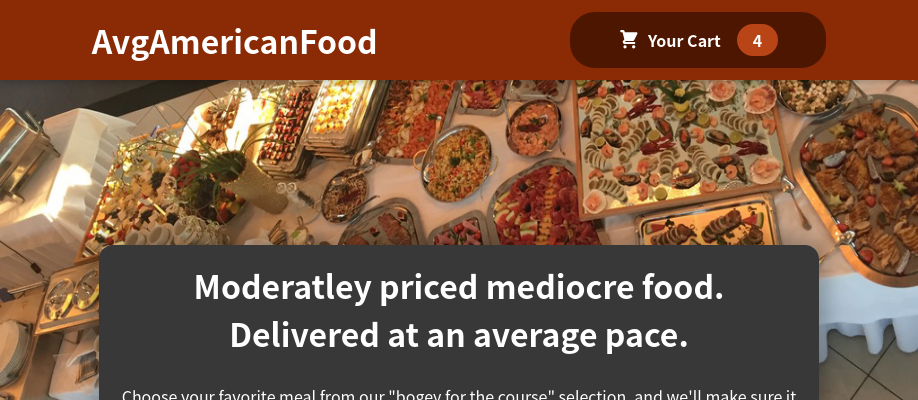 AvgAmericanFood
Your Cart 4
Moderatley priced mediocre food.
Delivered at an average pace.
Choose your favorite meal from our "bogey for the course" selection, and we'll make sure it